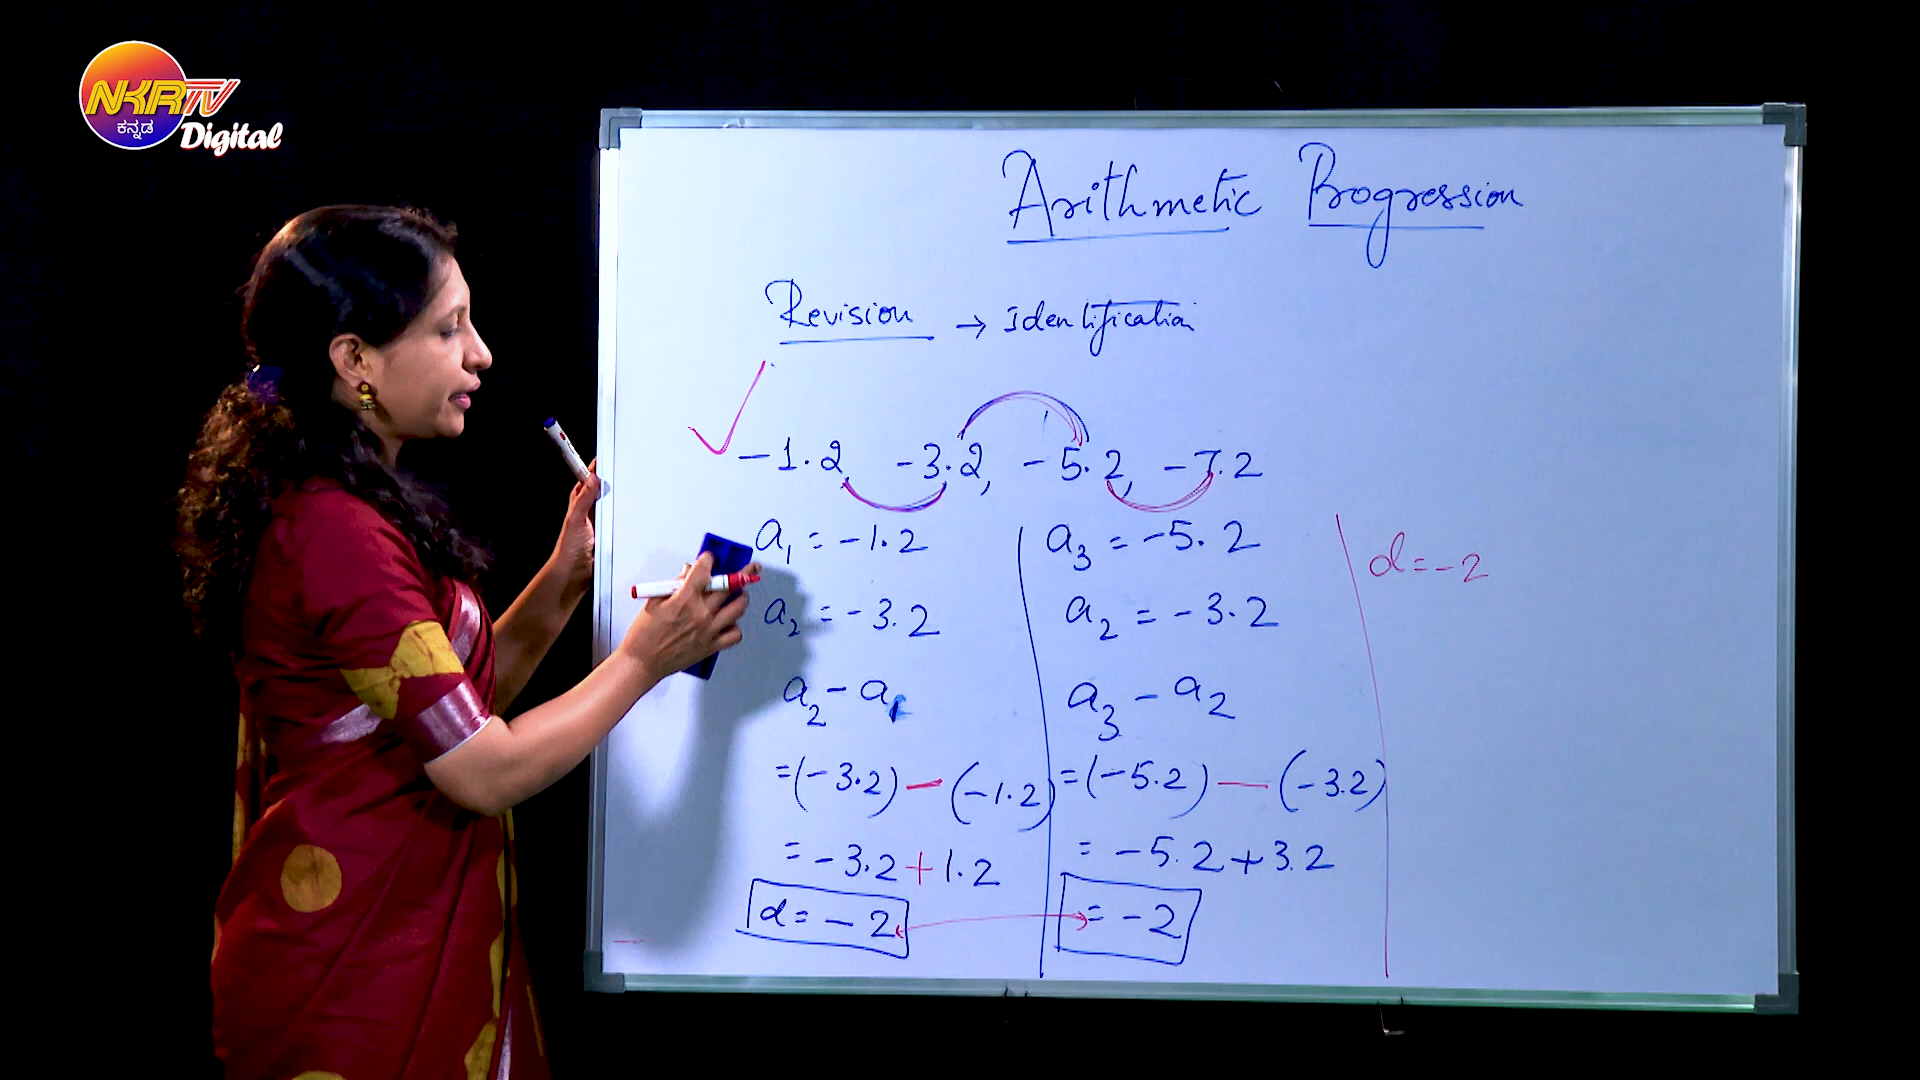 NKR TV
ಕನ್ನಡ
Digital
Arithmetic Progression
Revision → Identification
-1.2, -3.2, -5.2, -7.2
a₁ = -1.2
a₂ = -3.2
a₂ - a₁
=(-3.2) - (-1.2)
= -3.2 + 1.2
d = -2
a₃ = -5.2
a₂ = -3.2
a₃ - a₂
=(-5.2) - (-3.2)
= -5.2 + 3.2
= -2
d = -2